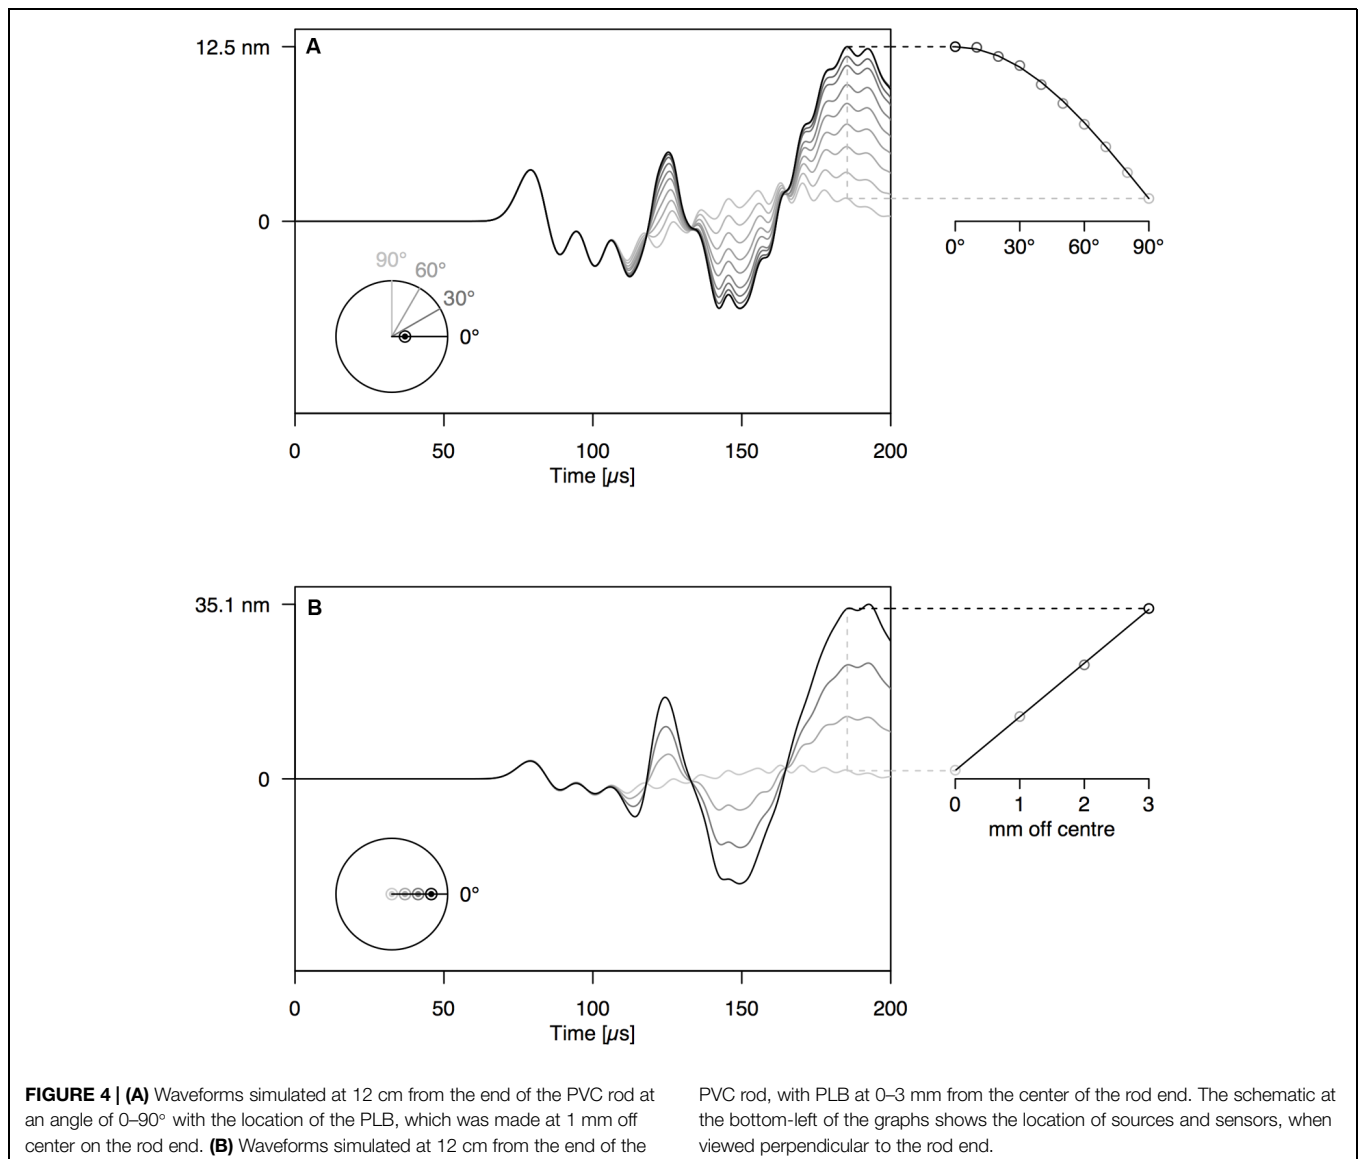 12.5 nm
A
0
90°
60°
30°
0°
0° 30° 60° 90°
0 50 100 150 200
Time [µs]
35.1 nm
B
0
0°
0 1 2 3
mm off centre
0 50 100 150 200
Time [µs]
FIGURE 4 | (A) Waveforms simulated at 12 cm from the end of the PVC rod at
an angle of 0–90° with the location of the PLB, which was made at 1 mm off
center on the rod end. (B) Waveforms simulated at 12 cm from the end of the
PVC rod, with PLB at 0–3 mm from the center of the rod end. The schematic at
the bottom-left of the graphs shows the location of sources and sensors, when
viewed perpendicular to the rod end.